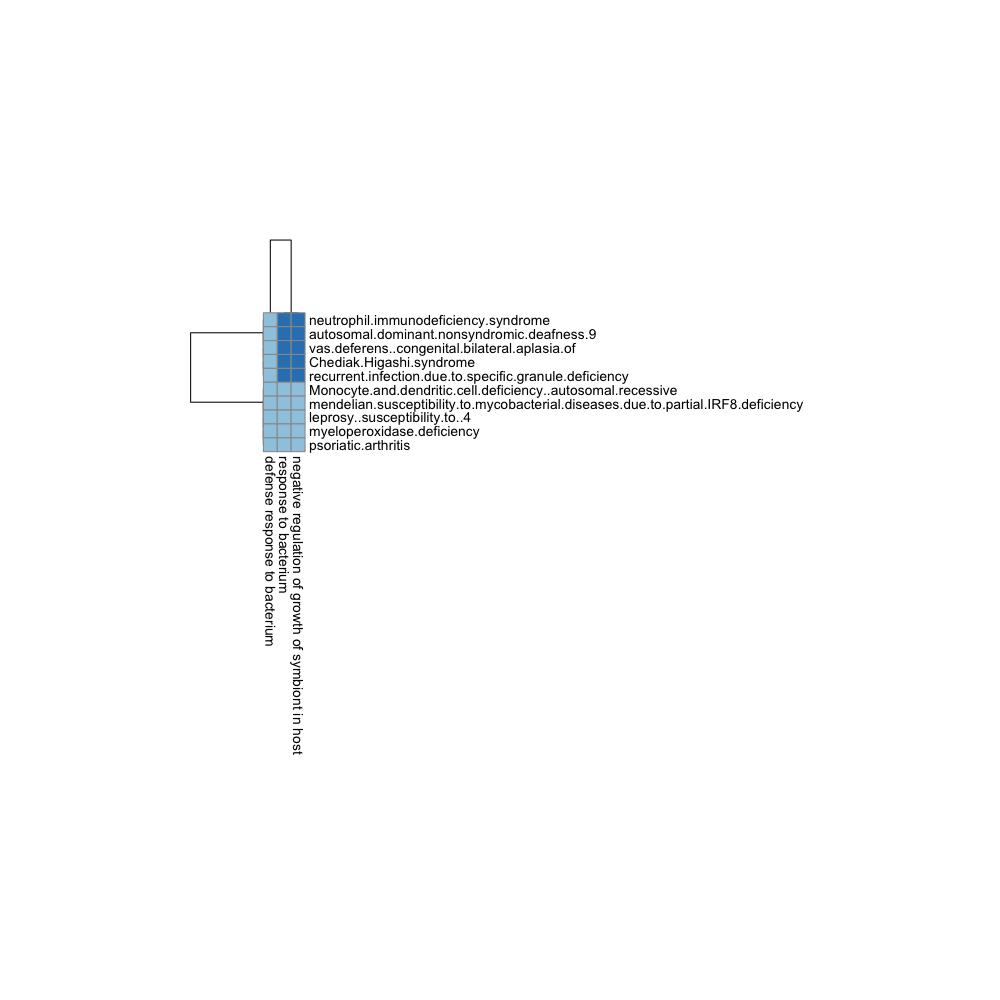 neutrophil.immunodeficiency.syndrome
autosomal.dominant.nonsyndromic.deafness.9
vas.deferens..congenital.bilateral.aplasia.of
Chediak.Higashi.syndrome
recurrent.infection.due.to.specific.granule.deficiency
Monocyte.and.dendritic.cell.deficiency..autosomal.recessive
mendelian.susceptibility.to.mycobacterial.diseases.due.to.partial.IRF8.deficiency
leprosy..susceptibility.to..4
myeloperoxidase.deficiency
psoriatic.arthritis
defense response to bacterium
response to bacterium
negative regulation of growth of symbiont in host